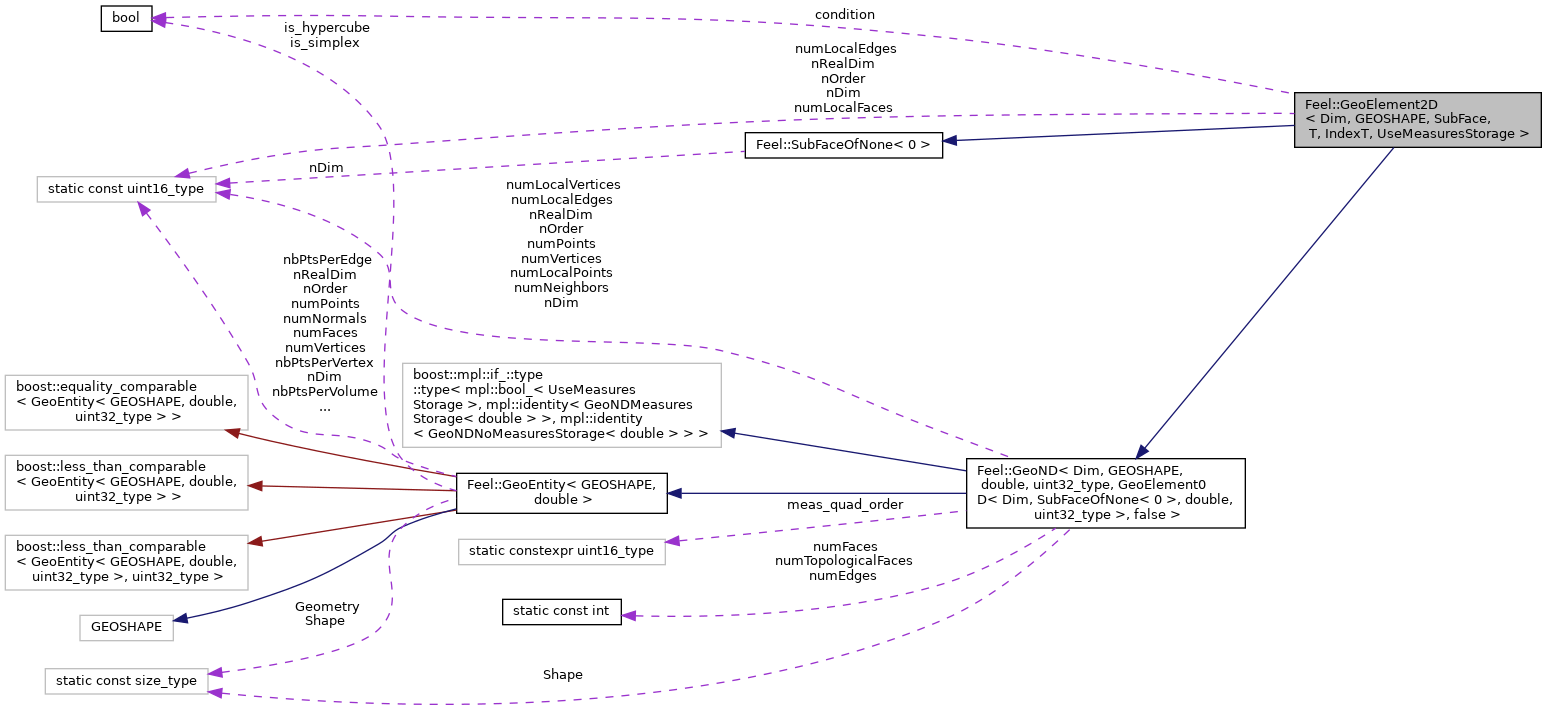 bool
condition
is_hypercube
is_simplex
numLocalEdges
nRealDim
nOrder
nDim
numLocalFaces
Feel::GeoElement2D
< Dim, GEOSHAPE, SubFace,
T, IndexT, UseMeasuresStorage >
Feel::SubFaceOfNone< 0 >
nDim
static const uint16_type
numLocalVertices
numLocalEdges
nRealDim
nOrder
numPoints
numVertices
numLocalPoints
numNeighbors
nDim
nbPtsPerEdge
nRealDim
nOrder
numPoints
numNormals
numFaces
numVertices
nbPtsPerVertex
nDim
nbPtsPerVolume
...
boost::mpl::if_::type
::type< mpl::bool_< UseMeasures
Storage >, mpl::identity< GeoNDMeasures
Storage< double > >, mpl::identity
< GeoNDNoMeasuresStorage< double > > >
boost::equality_comparable
< GeoEntity< GEOSHAPE, double,
uint32_type > >
boost::less_than_comparable
< GeoEntity< GEOSHAPE, double,
uint32_type > >
boost::less_than_comparable
< GeoEntity< GEOSHAPE, double,
uint32_type >, uint32_type >
Feel::GeoEntity< GEOSHAPE,
double >
Feel::GeoND< Dim, GEOSHAPE,
double, uint32_type, GeoElement0
D< Dim, SubFaceOfNone< 0 >, double,
uint32_type >, false >
meas_quad_order
static constexpr uint16_type
numFaces
numTopologicalFaces
numEdges
static const int
GEOSHAPE
Geometry
Shape
static const size_type
Shape